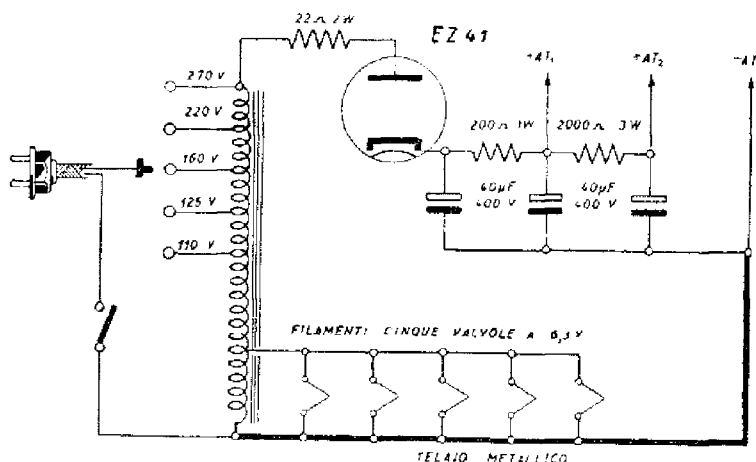 22Ω 2W
EZ 41
+AT₁
+AT₂
-AT
270 V
220 V
160 V
125 V
110 V
200Ω 1W
2000Ω 3W
40µF
400 V
40µF
400 V
FILAMENTI CINQUE VALVOLE A 6,3 V
TELAIO METALLICO